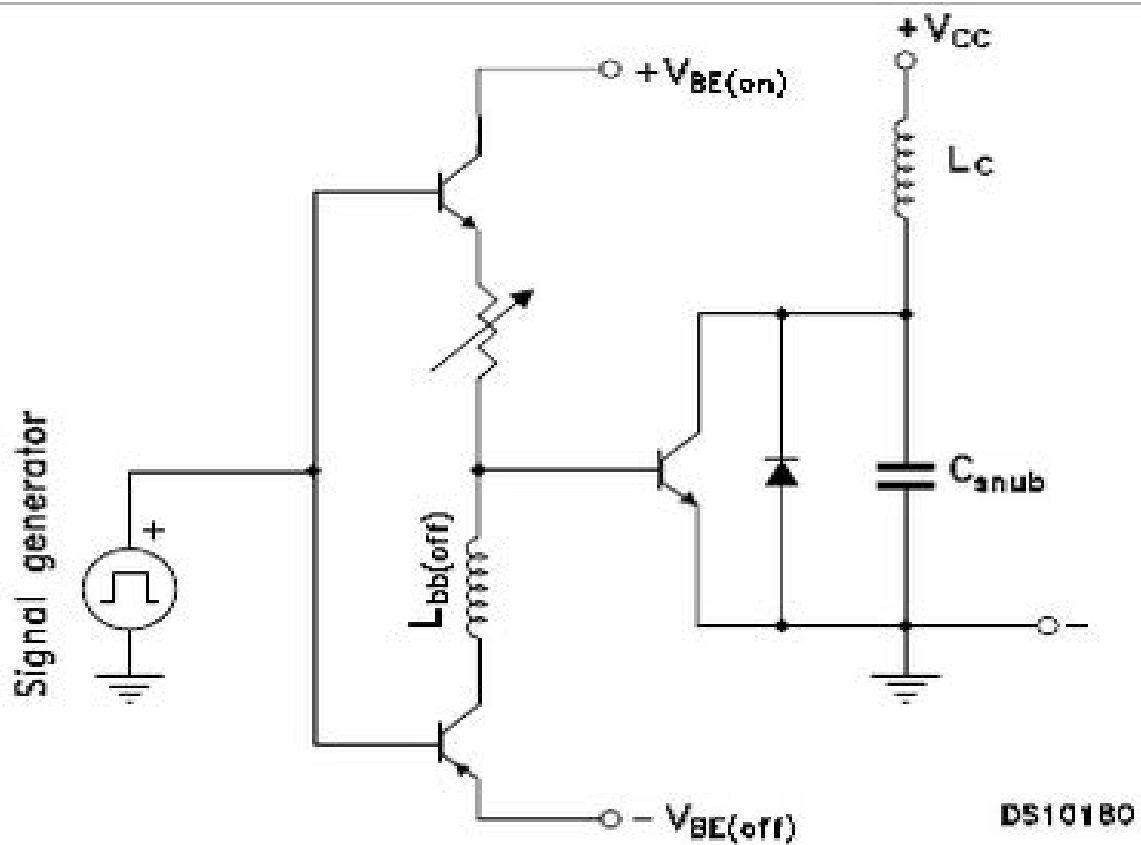 +VCC
+VBE(on)
LC
Signal generator
+
Lbb(off)
Csnub
−
− VBE(off)
DS10180